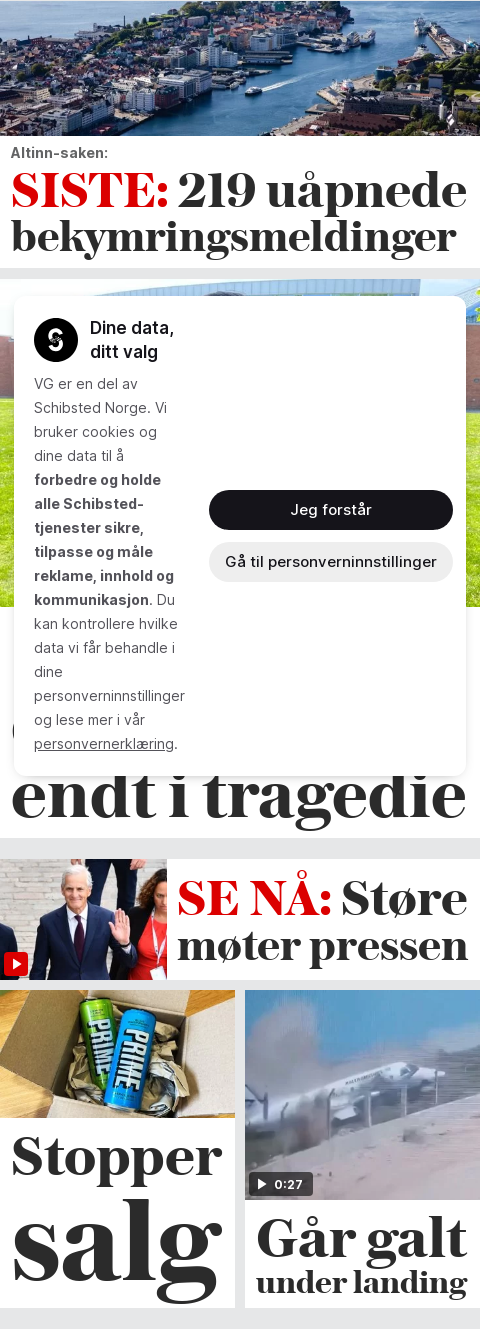 Altinn-saken:
SISTE: 219 uåpnede
bekymringsmeldinger
Dine data,
ditt valg
VG er en del av
Schibsted Norge. Vi
bruker cookies og
dine data til å
forbedre og holde
alle Schibsted-
tjenester sikre,
tilpasse og måle
reklame, innhold og
kommunikasjon. Du
kan kontrollere hvilke
data vi får behandle i
dine
personverninnstillinger
og lese mer i vår
personvernerklæring.
Jeg forstår
Gå til personverninnstillinger
endt i tragedie
SE NÅ: Støre
møter pressen
PRIME
PRIME
Stopper
salg
0:27
Går galt
under landing